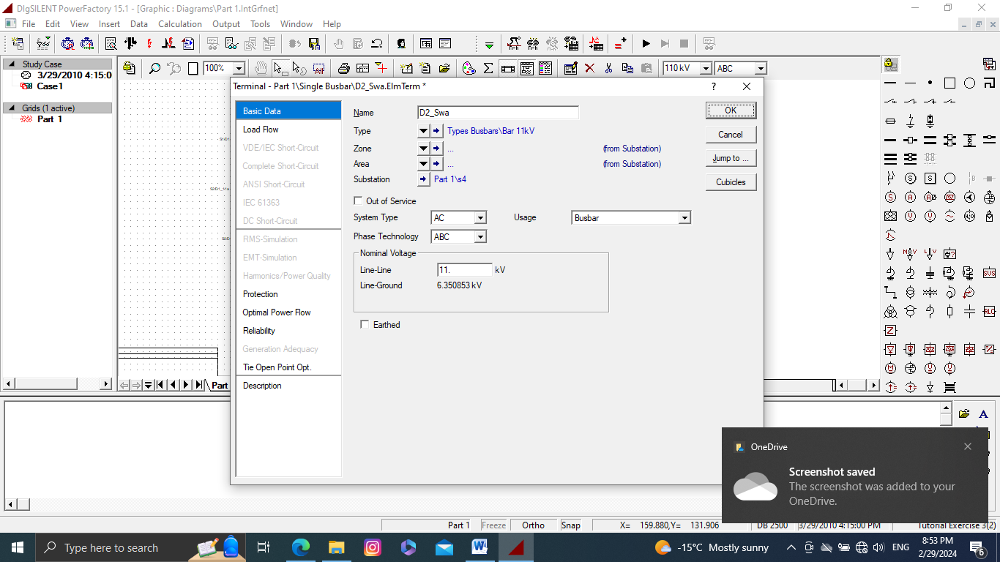 DIgSILENT PowerFactory 15.1 - [Graphic : Diagrams\Part 1.IntGrfnet]
File Edit View Insert Data Calculation Output Tools Window Help
Study Case
3/29/2010 4:15:0
Case1
Grids (1 active)
Part 1
100%
110 kV
ABC
Terminal - Part 1\Single Busbar\D2_Swa.ElmTerm *
Basic Data
Load Flow
VDE/IEC Short-Circuit
Complete Short-Circuit
ANSI Short-Circuit
IEC 61363
DC Short-Circuit
RMS-Simulation
EMT-Simulation
Harmonics/Power Quality
Protection
Optimal Power Flow
Reliability
Generation Adequacy
Tie Open Point Opt.
Description
Name D2_Swa
Type Types Busbars\Bar 11kV
Zone ... (from Substation)
Area ... (from Substation)
Substation Part 1\s4
Out of Service
System Type AC Usage Busbar
Phase Technology ABC
Nominal Voltage
Line-Line 11. kV
Line-Ground 6.350853 kV
Earthed
OK
Cancel
Jump to ...
Cubicles
Part
OneDrive
Screenshot saved
The screenshot was added to your
OneDrive.
Part 1 Freeze Ortho Snap X= 159.880,Y= 131.906 DB 2500 3/29/2010 4:15:00 PM Tutorial Exercise 3(2)
Type here to search
-15°C Mostly sunny
ENG
8:53 PM
2/29/2024
6